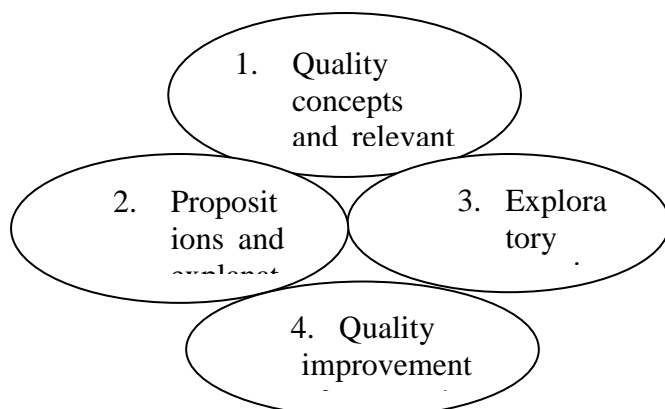 1. Quality
concepts
and relevant
2. Proposit
ions and
3. Explora
tory
4. Quality
improvement